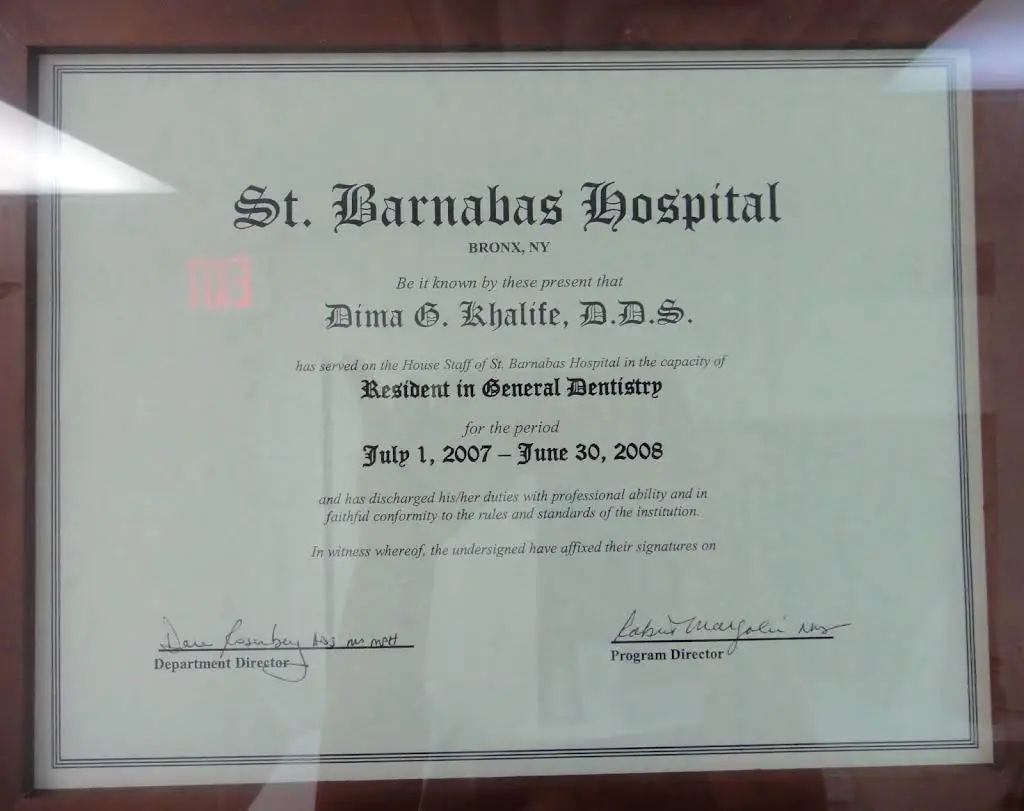 St. Barnabas Hospital
BRONX, NY
Be it known by these present that
Dima G. Khalife, D.D.S.
has served on the House Staff of St. Barnabas Hospital in the capacity of
Resident in General Dentistry
for the period
July 1, 2007 – June 30, 2008
and has discharged his/her duties with professional ability and in
faithful conformity to the rules and standards of the institution.
In witness whereof, the undersigned have affixed their signatures on
Department Director
Program Director